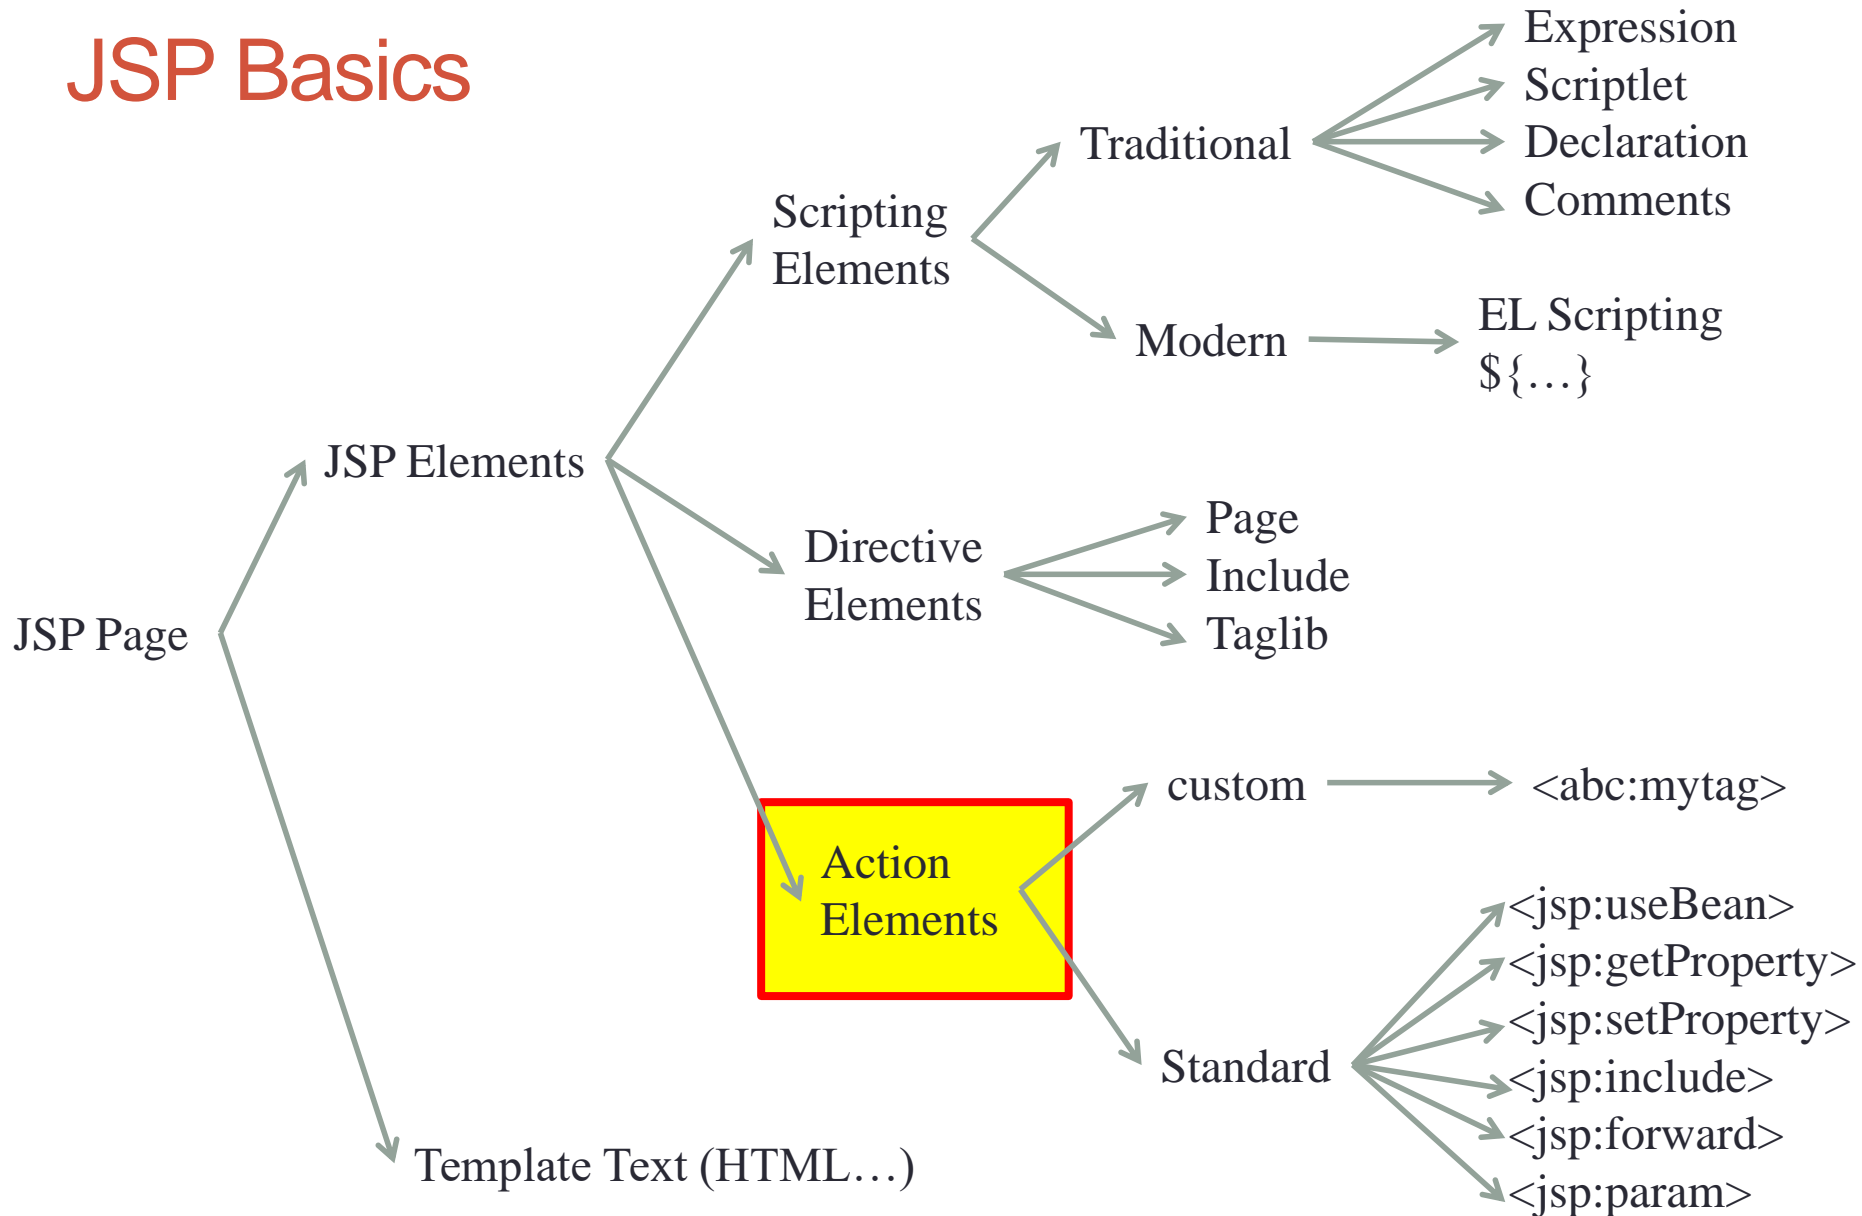 JSP Basics
Expression
Scriptlet
Declaration
Comments
Traditional
Scripting
Elements
Modern
EL Scripting
${…}
JSP Elements
Directive
Elements
Page
Include
Taglib
JSP Page
custom
<abc:mytag>
Action
Elements
Standard
<jsp:useBean>
<jsp:getProperty>
<jsp:setProperty>
<jsp:include>
<jsp:forward>
<jsp:param>
Template Text (HTML…)